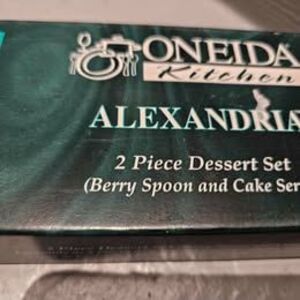 ONEIDA
Kitchen
ALEXANDRIA
2 Piece Dessert Set
(Berry Spoon and Cake Ser